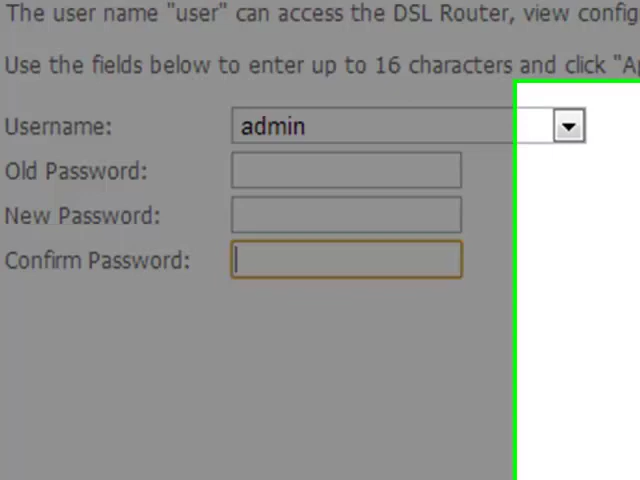 The user name "user" can access the DSL Router, view config
Use the fields below to enter up to 16 characters and click "Ap
Username:
admin
Old Password:
New Password:
Confirm Password: